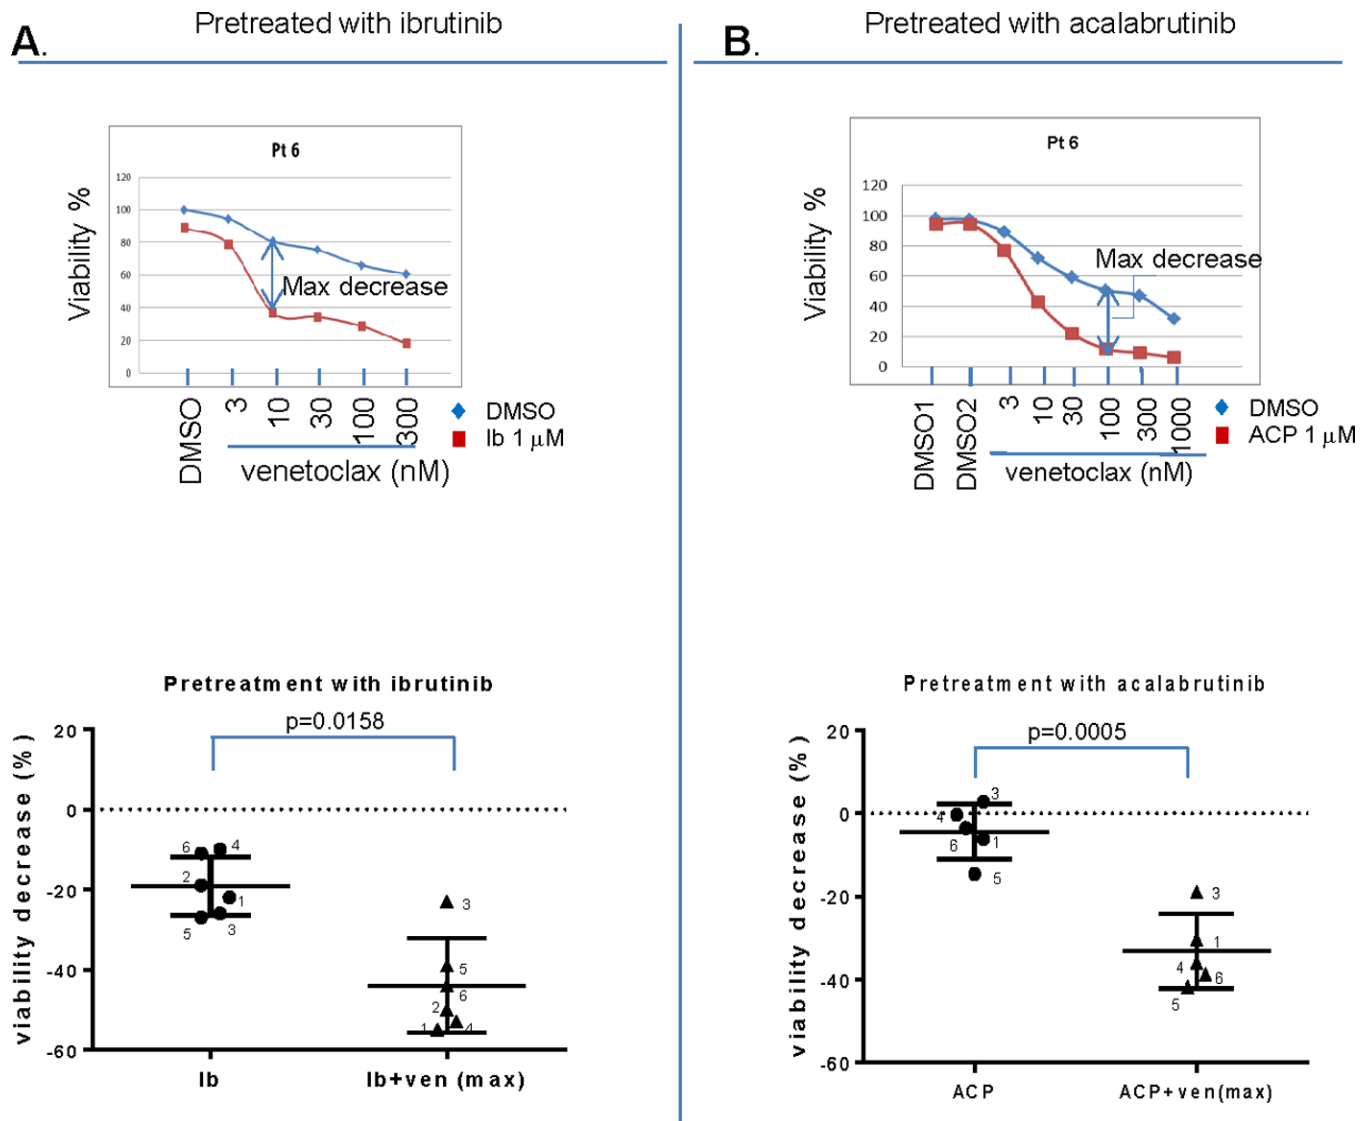 A.
Pretreated with ibrutinib
Pt 6
Viability %
120
100
80
60
40
20
0
Max decrease
DMSO
3
10
30
100
300
venetoclax (nM)
DMSO
Ib 1 μM
Pretreatment with ibrutinib
p=0.0158
viability decrease (%)
20
0
-20
-40
-60
6
4
2
1
5
3
3
5
6
2
1
4
Ib
Ib+ven (max)
B.
Pretreated with acalabrutinib
Pt 6
Viability %
120
100
80
60
40
20
0
Max decrease
DMSO1
DMSO2
3
10
30
100
300
1000
venetoclax (nM)
DMSO
ACP 1 μM
Pretreatment with acalabrutinib
p=0.0005
viability decrease (%)
20
0
-20
-40
-60
3
4
6
1
5
3
1
4
6
5
ACP
ACP+ven(max)